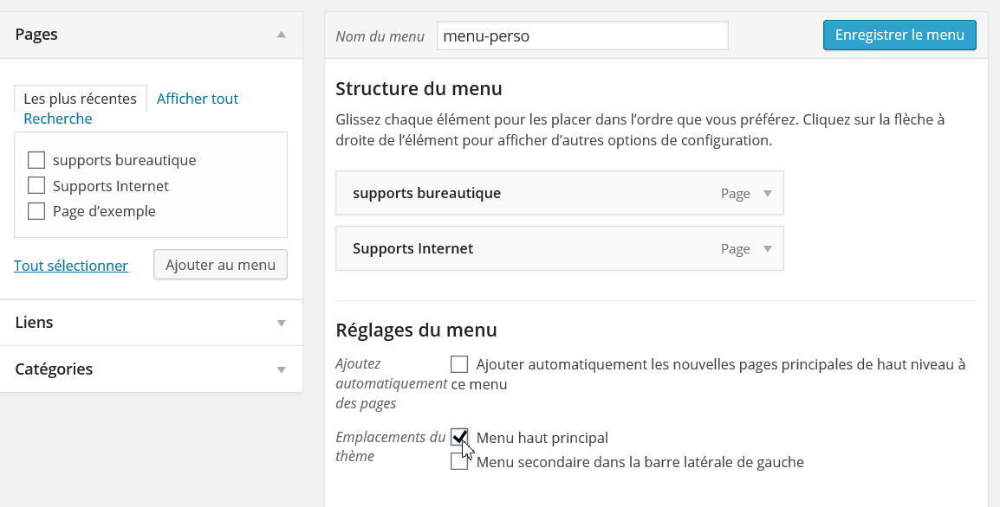 Pages
Les plus récentes
Afficher tout
Recherche
supports bureautique
Supports Internet
Page d’exemple
Tout sélectionner
Ajouter au menu
Liens
Catégories
Nom du menu
menu-perso
Enregistrer le menu
Structure du menu
Glissez chaque élément pour les placer dans l’ordre que vous préférez. Cliquez sur la flèche à
droite de l’élément pour afficher d’autres options de configuration.
supports bureautique
Page
Supports Internet
Page
Réglages du menu
Ajoutez
automatiquement
des pages
Ajouter automatiquement les nouvelles pages principales de haut niveau à
ce menu
Emplacements du
thème
Menu haut principal
Menu secondaire dans la barre latérale de gauche